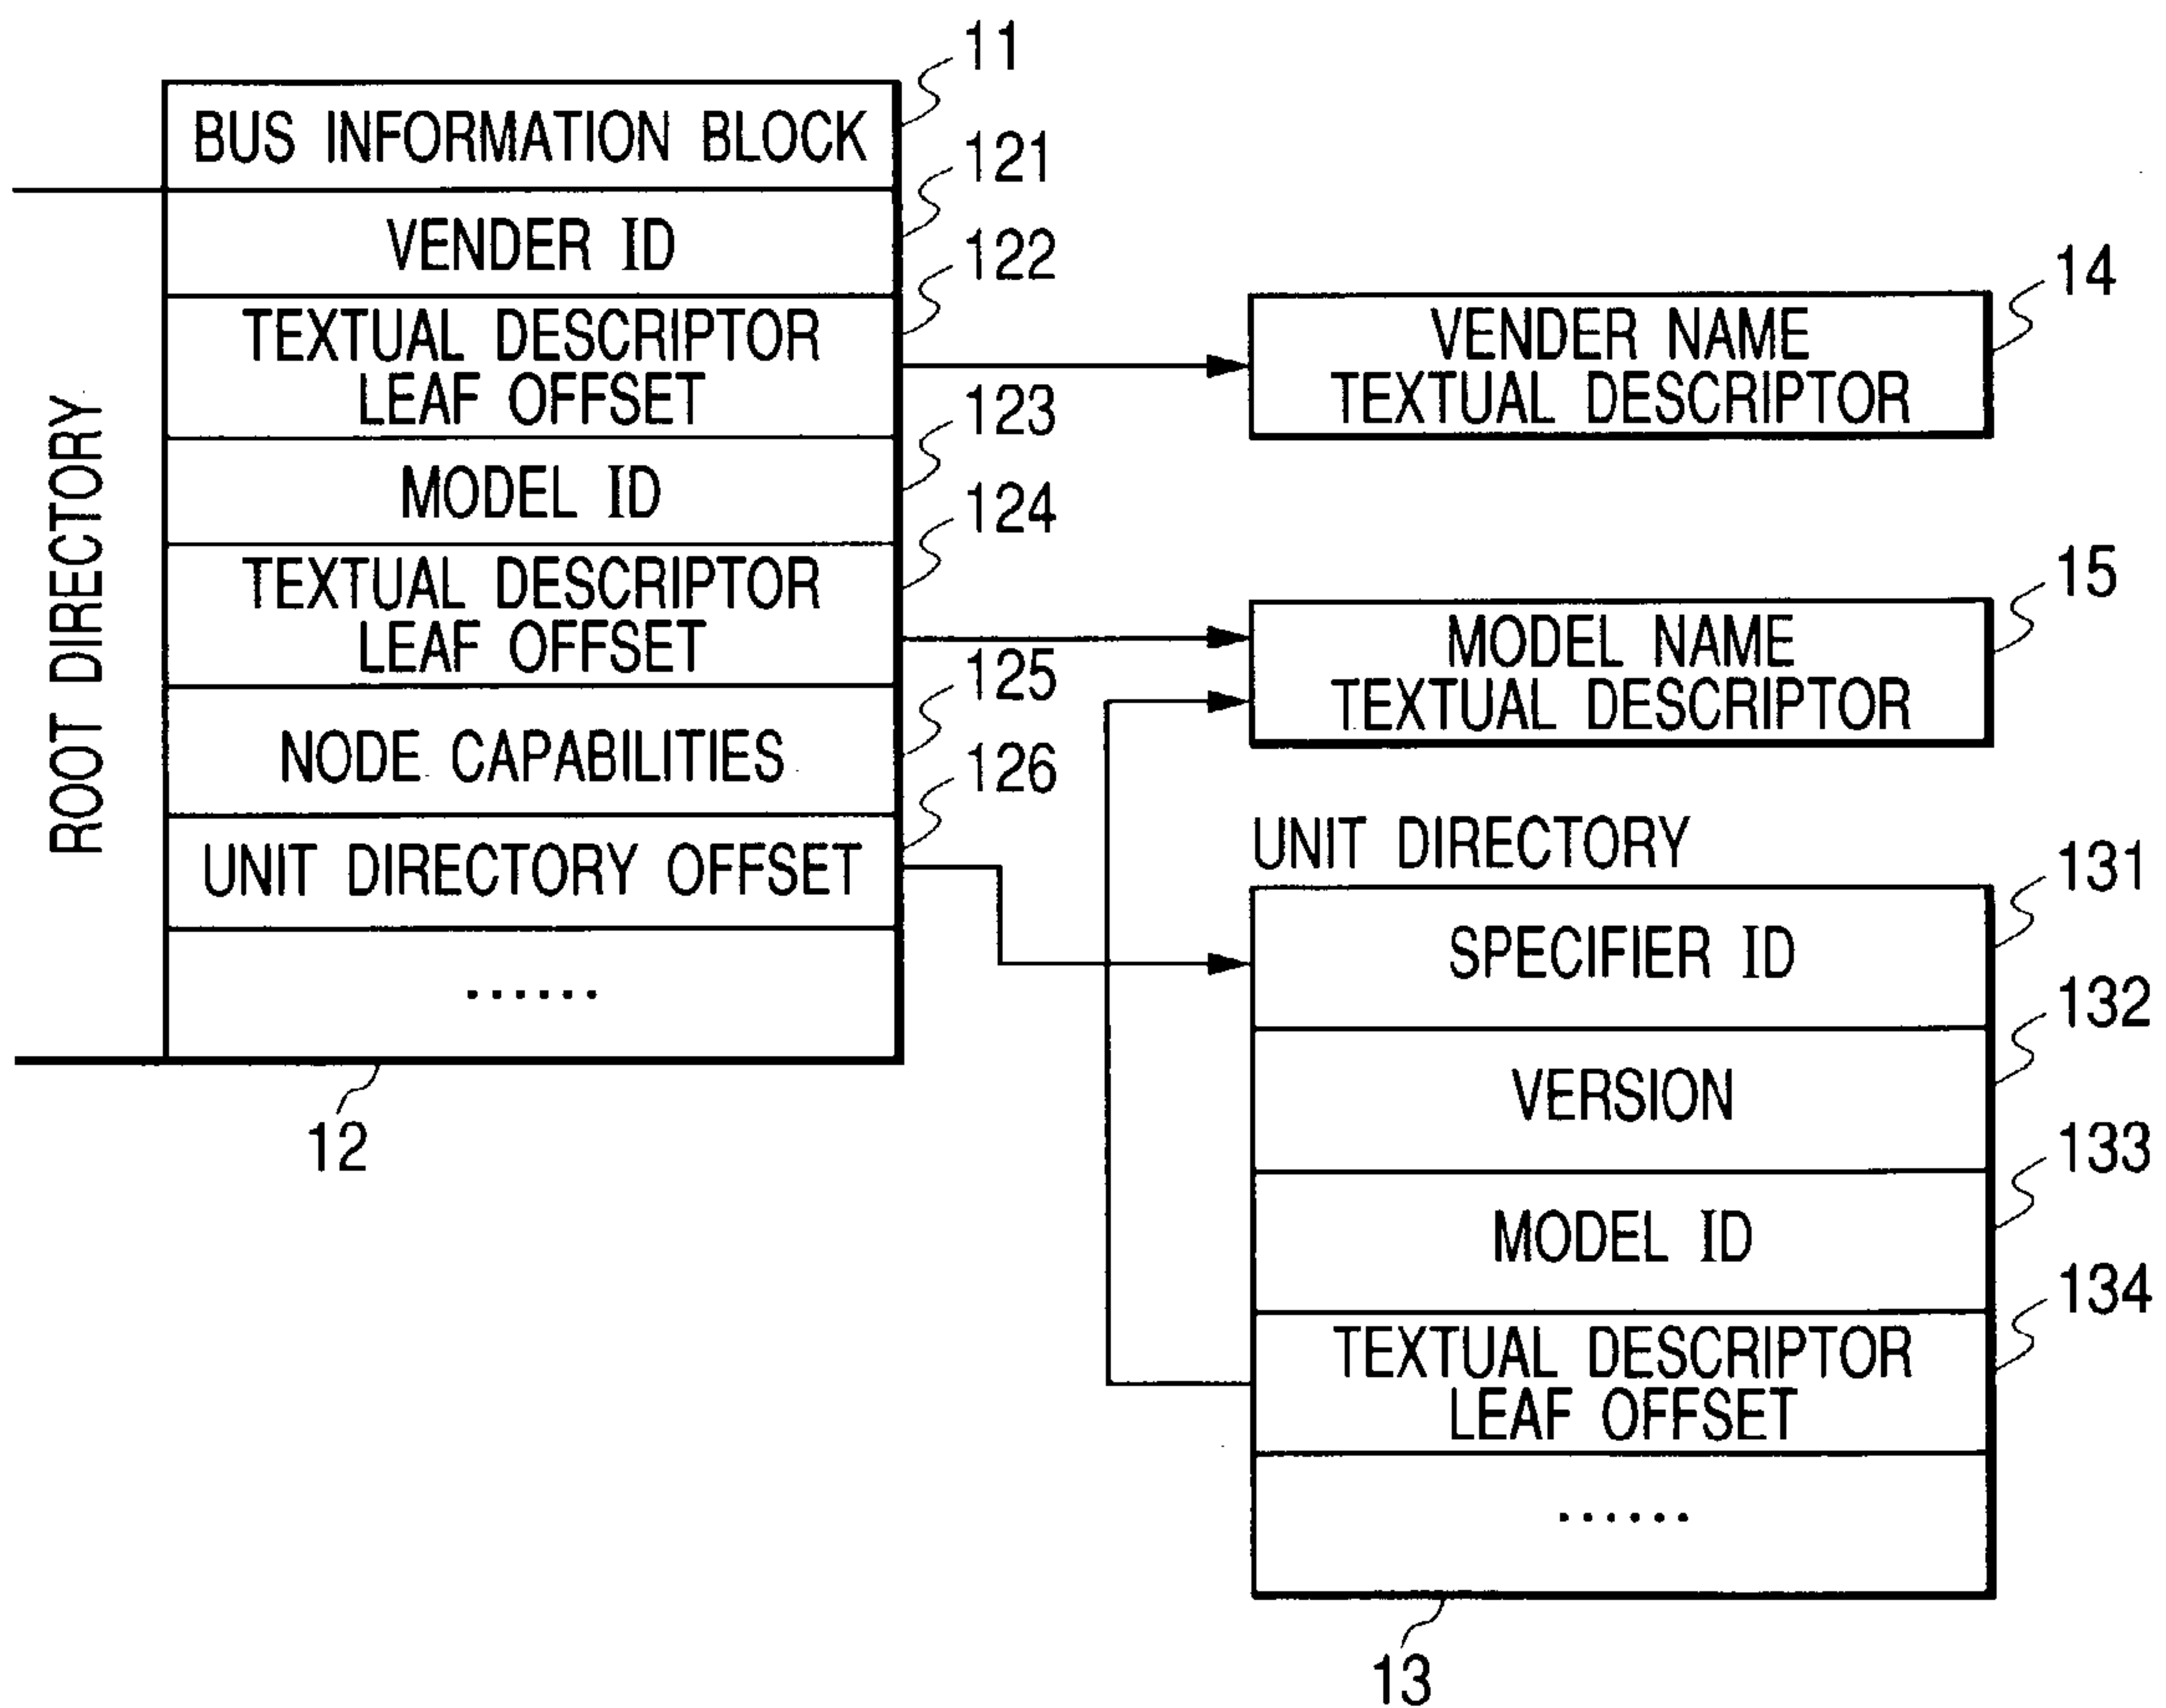 11
BUS INFORMATION BLOCK
121
VENDER ID
122
TEXTUAL DESCRIPTOR
LEAF OFFSET
123
MODEL ID
124
TEXTUAL DESCRIPTOR
LEAF OFFSET
125
NODE CAPABILITIES
126
UNIT DIRECTORY OFFSET
......
ROOT DIRECTORY
12
14
VENDER NAME
TEXTUAL DESCRIPTOR
15
MODEL NAME
TEXTUAL DESCRIPTOR
UNIT DIRECTORY
131
SPECIFIER ID
132
VERSION
133
MODEL ID
134
TEXTUAL DESCRIPTOR
LEAF OFFSET
......
13